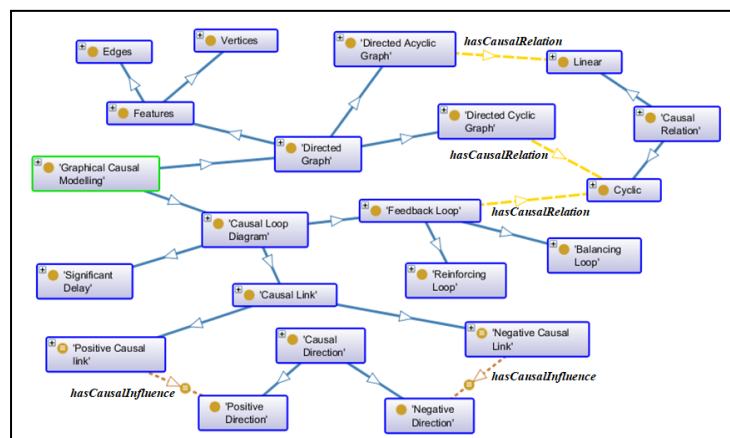 Edges
Vertices
'Directed Acyclic
Graph'
hasCausalRelation
Linear
Features
'Directed
Graph'
'Directed Cyclic
Graph'
'Causal
Relation'
hasCausalRelation
'Graphical Causal
Modelling'
Cyclic
'Causal Loop
Diagram'
'Feedback Loop'
hasCausalRelation
'Significant
Delay'
'Reinforcing
Loop'
'Balancing
Loop'
'Causal Link'
'Positive Causal
link'
'Causal
Direction'
'Negative Causal
Link'
hasCausalInfluence
hasCausalInfluence
'Positive
Direction'
'Negative
Direction'